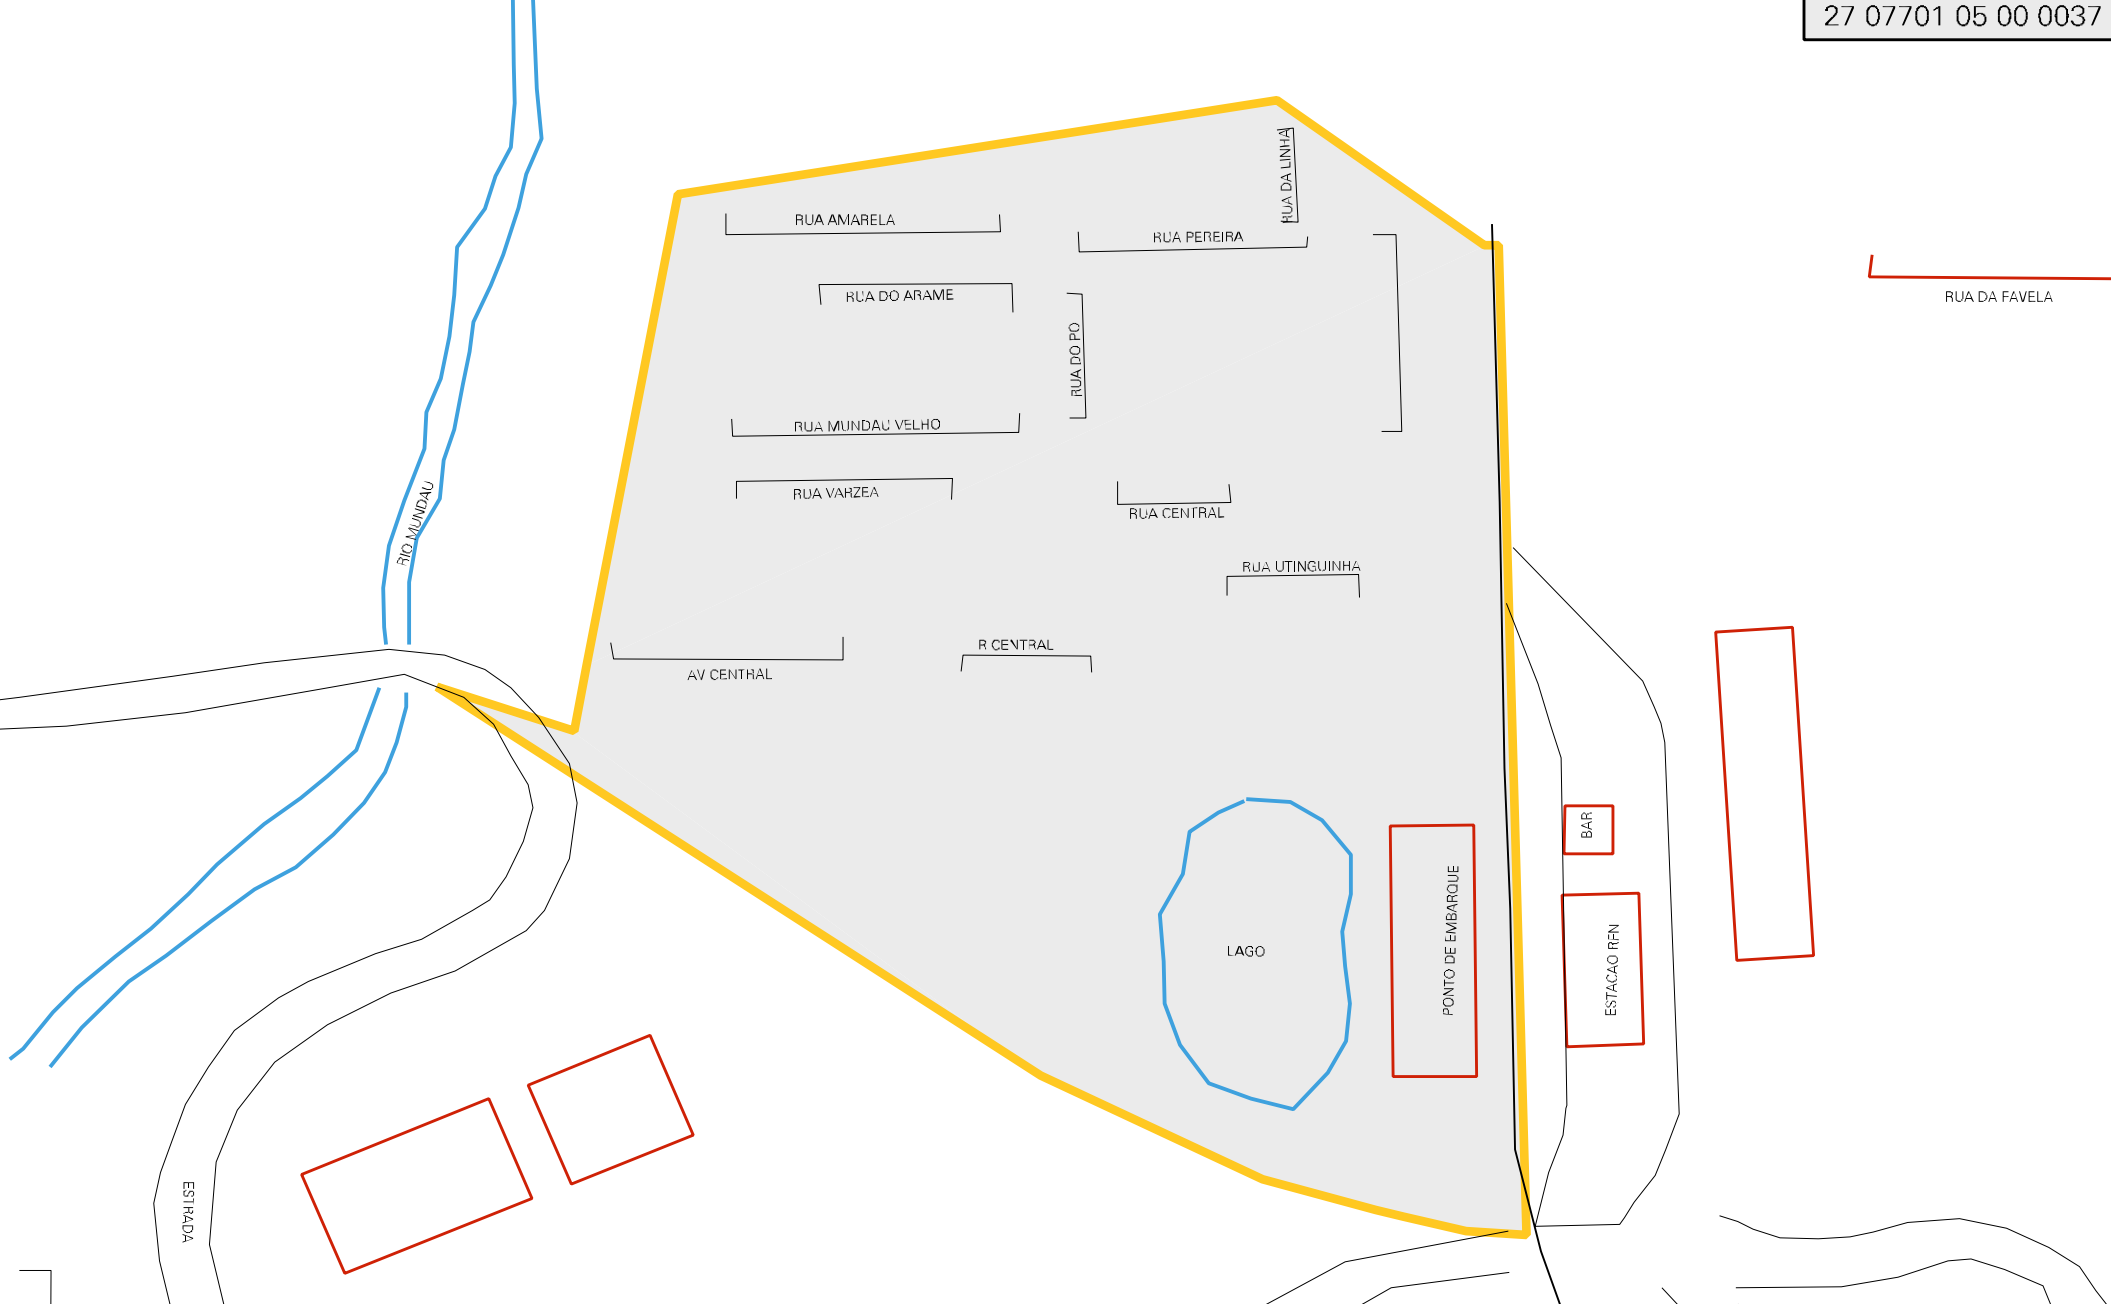 27 07701 05 00 0037
RUA DA LINHA
RUA AMARELA
RUA PEREIRA
RUA DO ARAME
RUA DA FAVELA
RUA DO PO
RUA MUNDAU VELHO
RUA VARZEA
RUA CENTRAL
RIO MUNDAU
RUA UTINGUINHA
R CENTRAL
AV CENTRAL
BAR
PONTO DE EMBARQUE
LAGO
ESTACAO RFN
ESTRADA